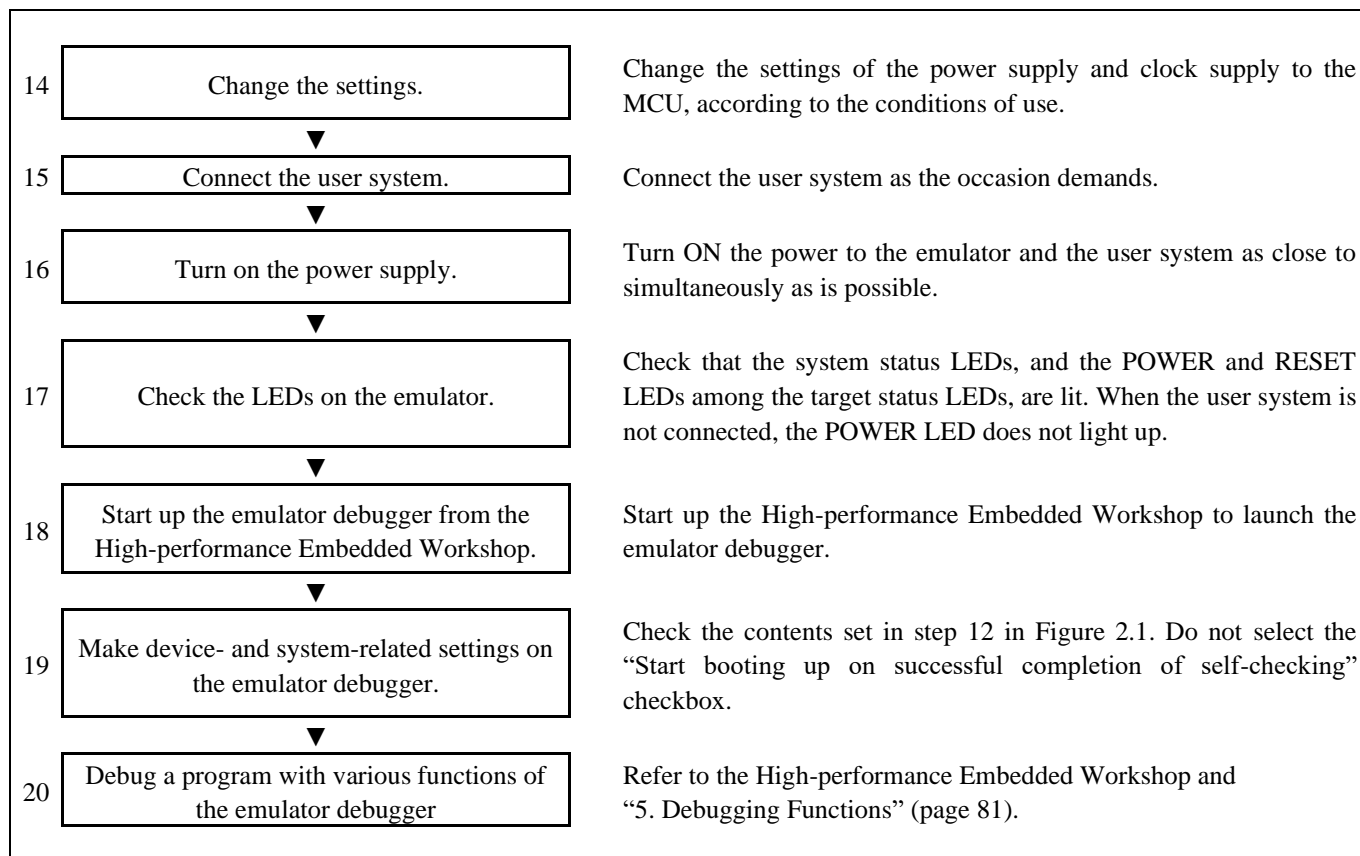 14
Change the settings.
Change the settings of the power supply and clock supply to the
MCU, according to the conditions of use.
▼
15
Connect the user system.
Connect the user system as the occasion demands.
▼
16
Turn on the power supply.
Turn ON the power to the emulator and the user system as close to
simultaneously as is possible.
▼
17
Check the LEDs on the emulator.
Check that the system status LEDs, and the POWER and RESET
LEDs among the target status LEDs, are lit. When the user system is
not connected, the POWER LED does not light up.
▼
18
Start up the emulator debugger from the
High-performance Embedded Workshop.
Start up the High-performance Embedded Workshop to launch the
emulator debugger.
▼
19
Make device- and system-related settings on
the emulator debugger.
Check the contents set in step 12 in Figure 2.1. Do not select the
“Start booting up on successful completion of self-checking”
checkbox.
▼
20
Debug a program with various functions of
the emulator debugger
Refer to the High-performance Embedded Workshop and
“5. Debugging Functions” (page 81).